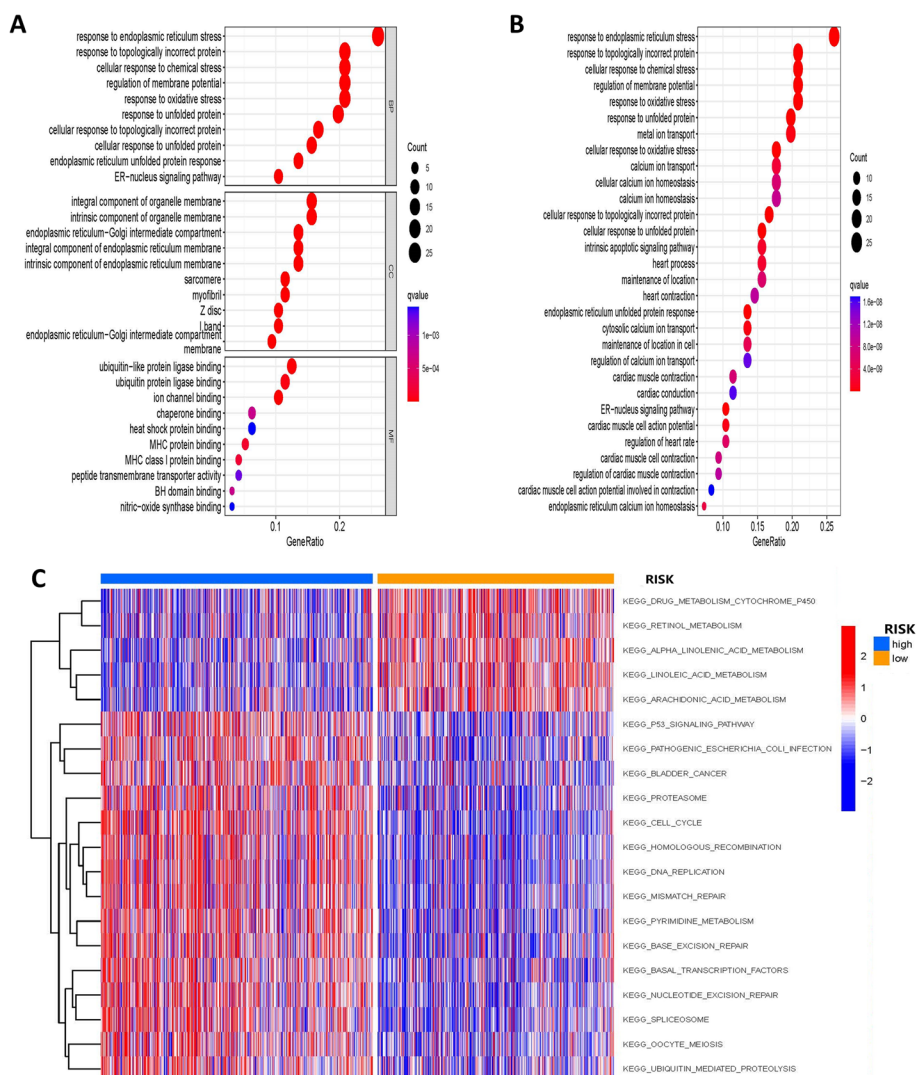 A
response to endoplasmic reticulum stress
response to topologically incorrect protein
cellular response to chemical stress
regulation of membrane potential
response to oxidative stress
response to unfolded protein
cellular response to topologically incorrect protein
cellular response to unfolded protein
endoplasmic reticulum unfolded protein response
ER−nucleus signaling pathway
BP
integral component of organelle membrane
intrinsic component of organelle membrane
endoplasmic reticulum−Golgi intermediate compartment
integral component of endoplasmic reticulum membrane
intrinsic component of endoplasmic reticulum membrane
sarcomere
myofibril
Z disc
I band
endoplasmic reticulum−Golgi intermediate compartment
membrane
CC
ubiquitin−like protein ligase binding
ubiquitin protein ligase binding
ion channel binding
chaperone binding
heat shock protein binding
MHC protein binding
MHC class I protein binding
peptide transmembrane transporter activity
BH domain binding
nitric−oxide synthase binding
MF
0.1
0.2
GeneRatio
Count
5
10
15
20
25
qvalue
1e−03
5e−04
B
response to endoplasmic reticulum stress
response to topologically incorrect protein
cellular response to chemical stress
regulation of membrane potential
response to oxidative stress
response to unfolded protein
metal ion transport
cellular response to oxidative stress
calcium ion transport
cellular calcium ion homeostasis
calcium ion homeostasis
cellular response to topologically incorrect protein
cellular response to unfolded protein
intrinsic apoptotic signaling pathway
heart process
maintenance of location
heart contraction
endoplasmic reticulum unfolded protein response
cytosolic calcium ion transport
maintenance of location in cell
regulation of calcium ion transport
cardiac muscle contraction
cardiac conduction
ER−nucleus signaling pathway
cardiac muscle cell action potential
regulation of heart rate
cardiac muscle cell contraction
regulation of cardiac muscle contraction
cardiac muscle cell action potential involved in contraction
endoplasmic reticulum calcium ion homeostasis
0.10
0.15
0.20
0.25
GeneRatio
Count
10
15
20
25
qvalue
1.6e−08
1.2e−08
8.0e−09
4.0e−09
C
RISK
KEGG_DRUG_METABOLISM_CYTOCHROME_P450
KEGG_RETINOL_METABOLISM
KEGG_ALPHA_LINOLENIC_ACID_METABOLISM
KEGG_LINOLEIC_ACID_METABOLISM
KEGG_ARACHIDONIC_ACID_METABOLISM
KEGG_P53_SIGNALING_PATHWAY
KEGG_PATHOGENIC_ESCHERICHIA_COLI_INFECTION
KEGG_BLADDER_CANCER
KEGG_PROTEASOME
KEGG_CELL_CYCLE
KEGG_HOMOLOGOUS_RECOMBINATION
KEGG_DNA_REPLICATION
KEGG_MISMATCH_REPAIR
KEGG_PYRIMIDINE_METABOLISM
KEGG_BASE_EXCISION_REPAIR
KEGG_BASAL_TRANSCRIPTION_FACTORS
KEGG_NUCLEOTIDE_EXCISION_REPAIR
KEGG_SPLICEOSOME
KEGG_OOCYTE_MEIOSIS
KEGG_UBIQUITIN_MEDIATED_PROTEOLYSIS
2
1
0
−1
−2
RISK
high
low